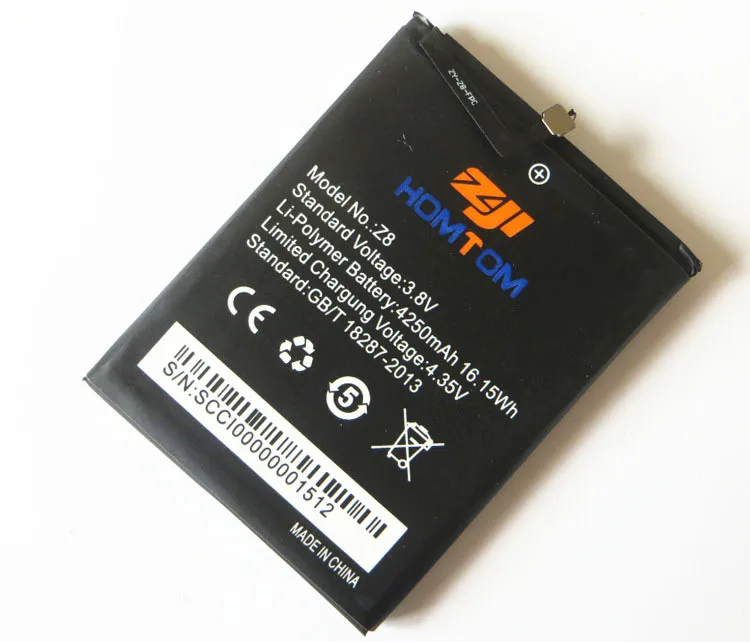 ZY-Z8-FPC
ZJI
HOMTOM
Model No.:Z8
Standard Voltage:3.8V
Li-Polymer Battery:4250mAh 16.15Wh
Limited Chargung Voltage:4.35V
Standard:GB/T 18287-2013
CE
5
S/N:SCCI00000001512
MADE IN CHINA